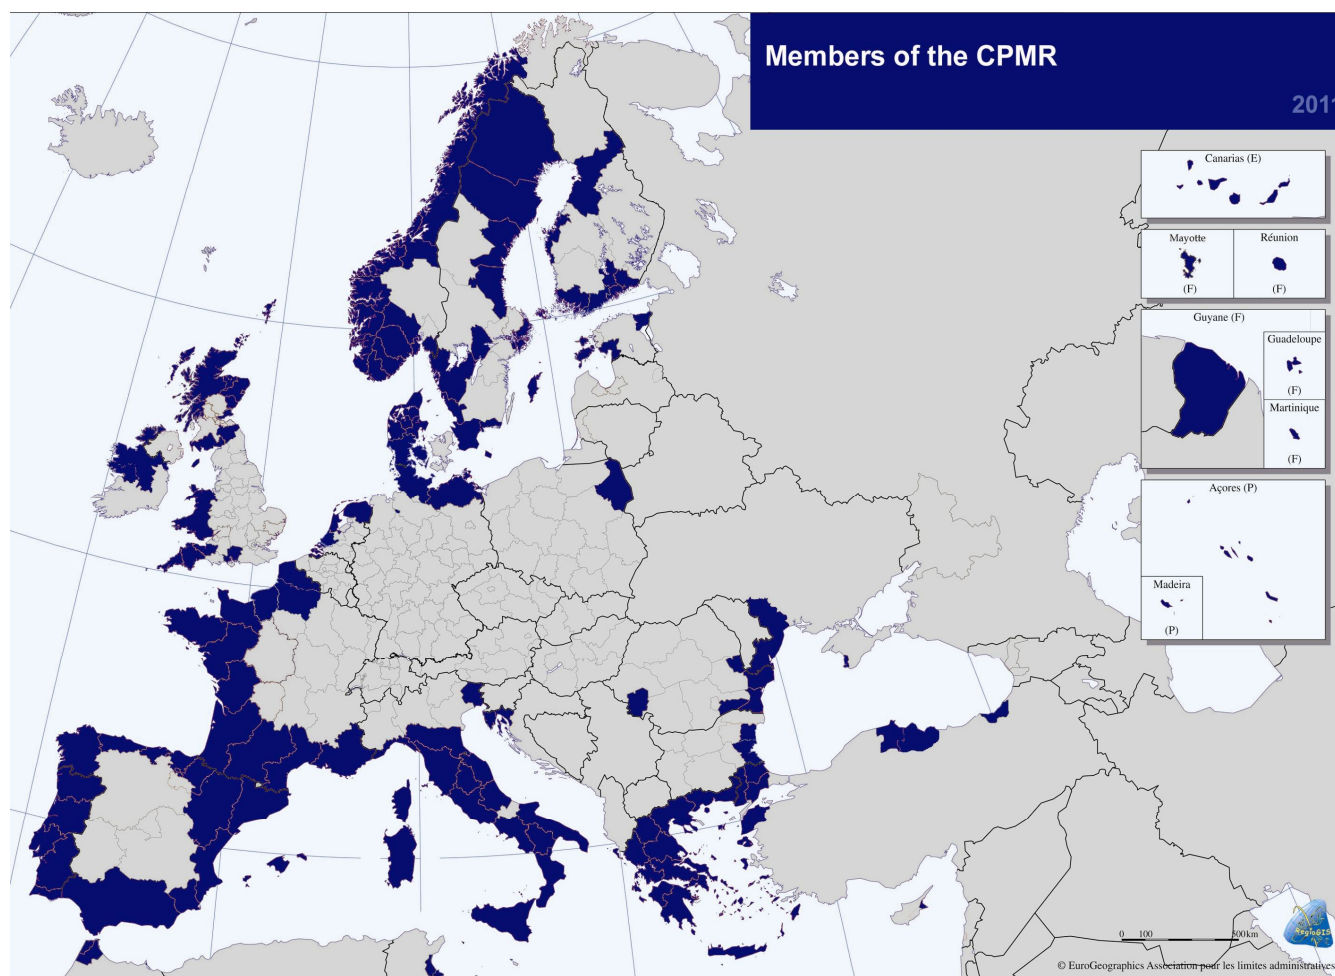 Members of the CPMR
Canarias (E)
Mayotte
Réunion
(F)
(F)
Guyane (F)
Guadeloupe
(F)
Martinique
(F)
Açores (P)
Madeira
(P)
0 100 500km
RegioGIS
© EuroGeographics Association pour les limites administratives